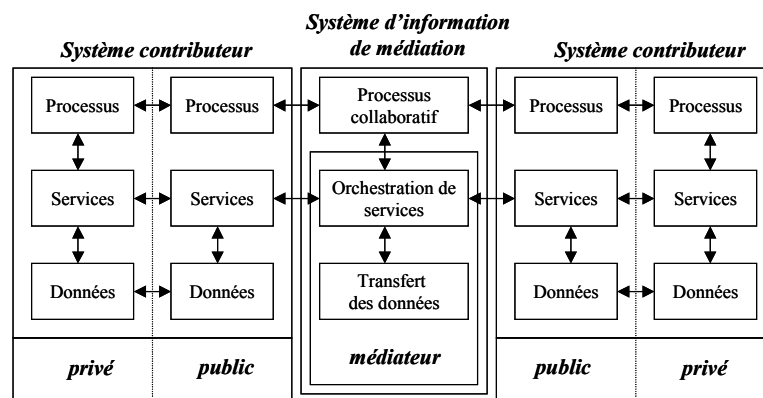 Système d'information
de médiation
Système contributeur
Système contributeur
Processus
Processus
Processus
collaboratif
Processus
Processus
Services
Services
Orchestration de
services
Services
Services
Données
Données
Transfert
des données
Données
Données
privé
public
médiateur
public
privé